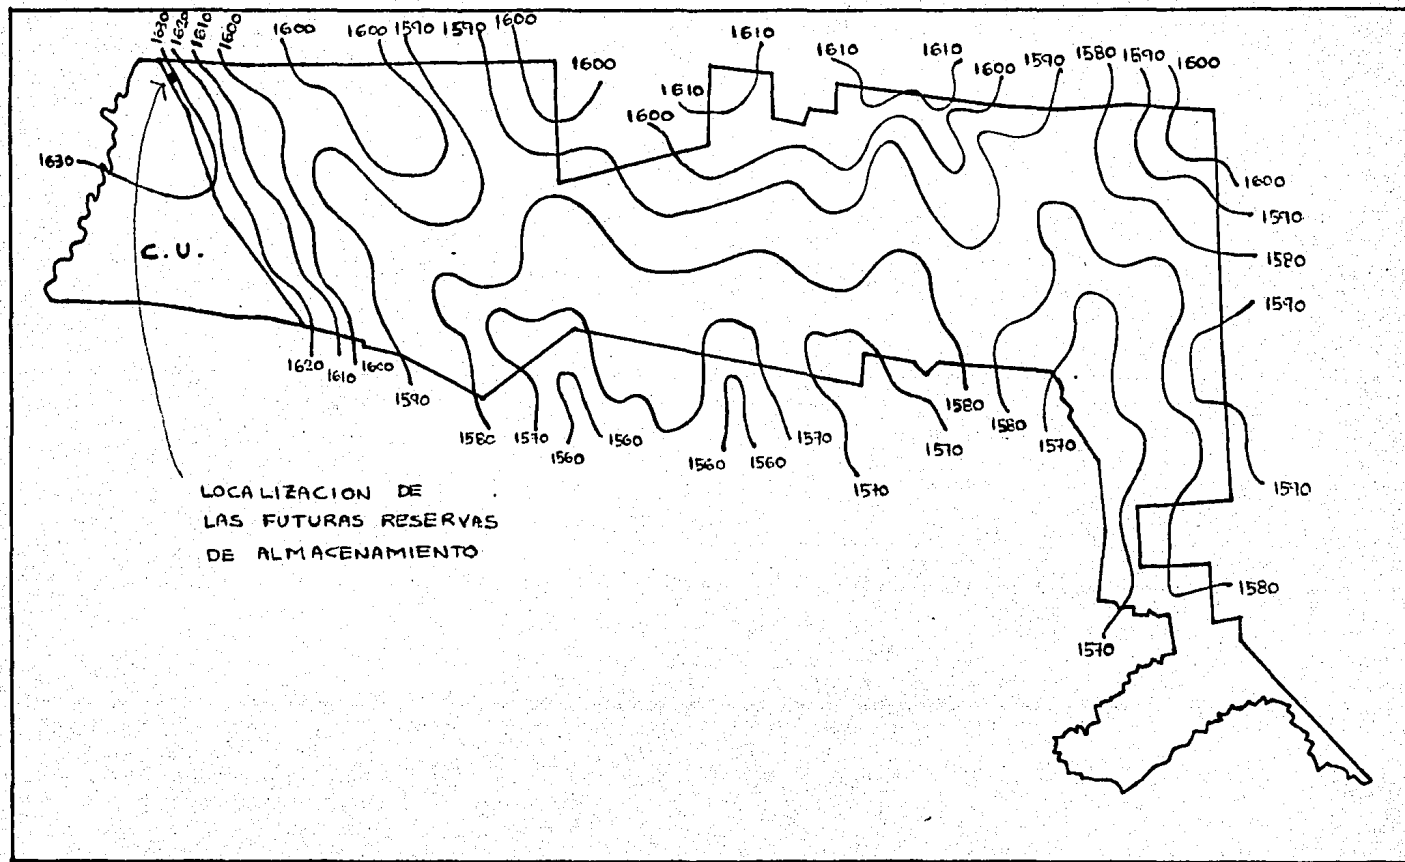 1630 1620 1610 1600 1600 1600 1590 1590 1600 1610 1610 1610 1600 1590 1580 1590 1600
1600
1610
1600
1630
1600
1590
C.U.
1580
1590
1620 1610 1600
1590
1580 1570 1560 1560
1560 1560 1570
1570
1570
1580
1580
1570
1570
LOCALIZACION DE
LAS FUTURAS RESERVAS
DE ALMACENAMIENTO
1580
1570